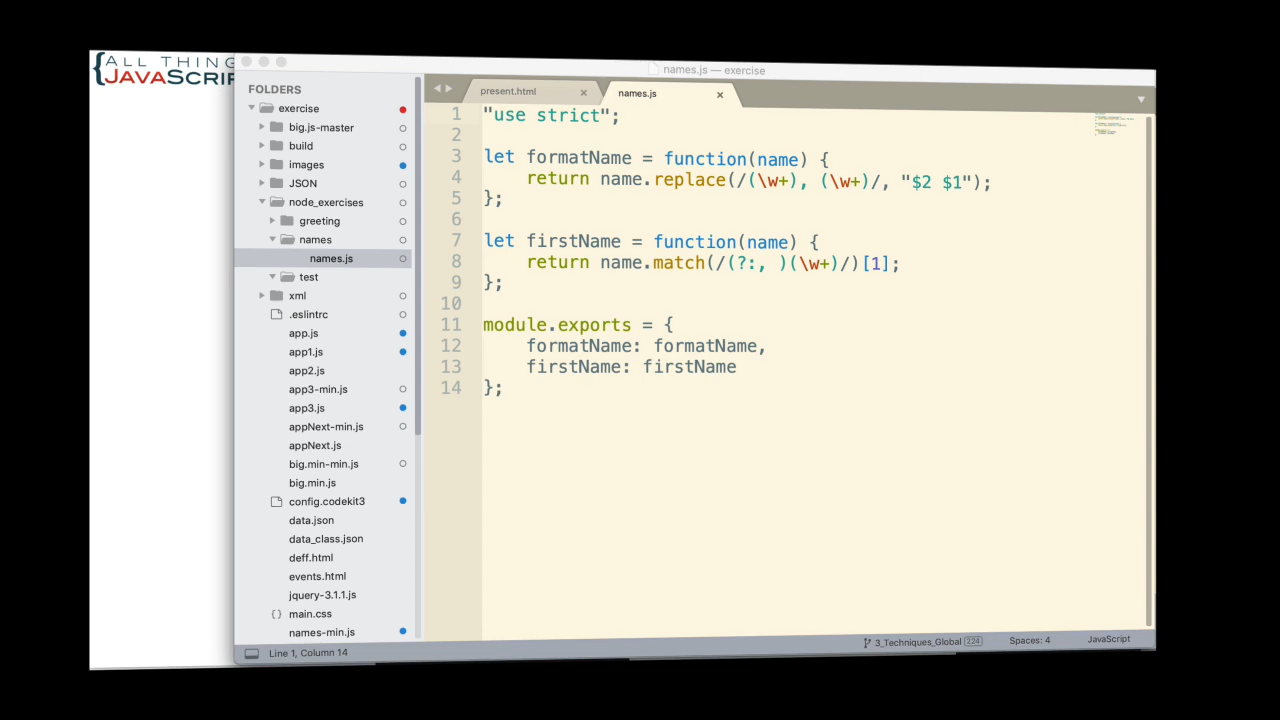 {ALL THING
JAVASCRI
names.js — exercise
FOLDERS
exercise
big.js-master
build
images
JSON
node_exercises
greeting
names
names.js
test
xml
.eslintrc
app.js
app1.js
app2.js
app3-min.js
app3.js
appNext-min.js
appNext.js
big.min-min.js
big.min.js
config.codekit3
data.json
data_class.json
deff.html
events.html
jquery-3.1.1.js
{} main.css
names-min.js
present.html ×
names.js ×
1 "use strict";
2
3 let formatName = function(name) {
4 return name.replace(/(\w+), (\w+)/, "$2 $1");
5 };
6
7 let firstName = function(name) {
8 return name.match(/(?:, )(\w+)/)[1];
9 };
10
11 module.exports = {
12 formatName: formatName,
13 firstName: firstName
14 };
Line 1, Column 14
3_Techniques_Global 224
Spaces: 4
JavaScript